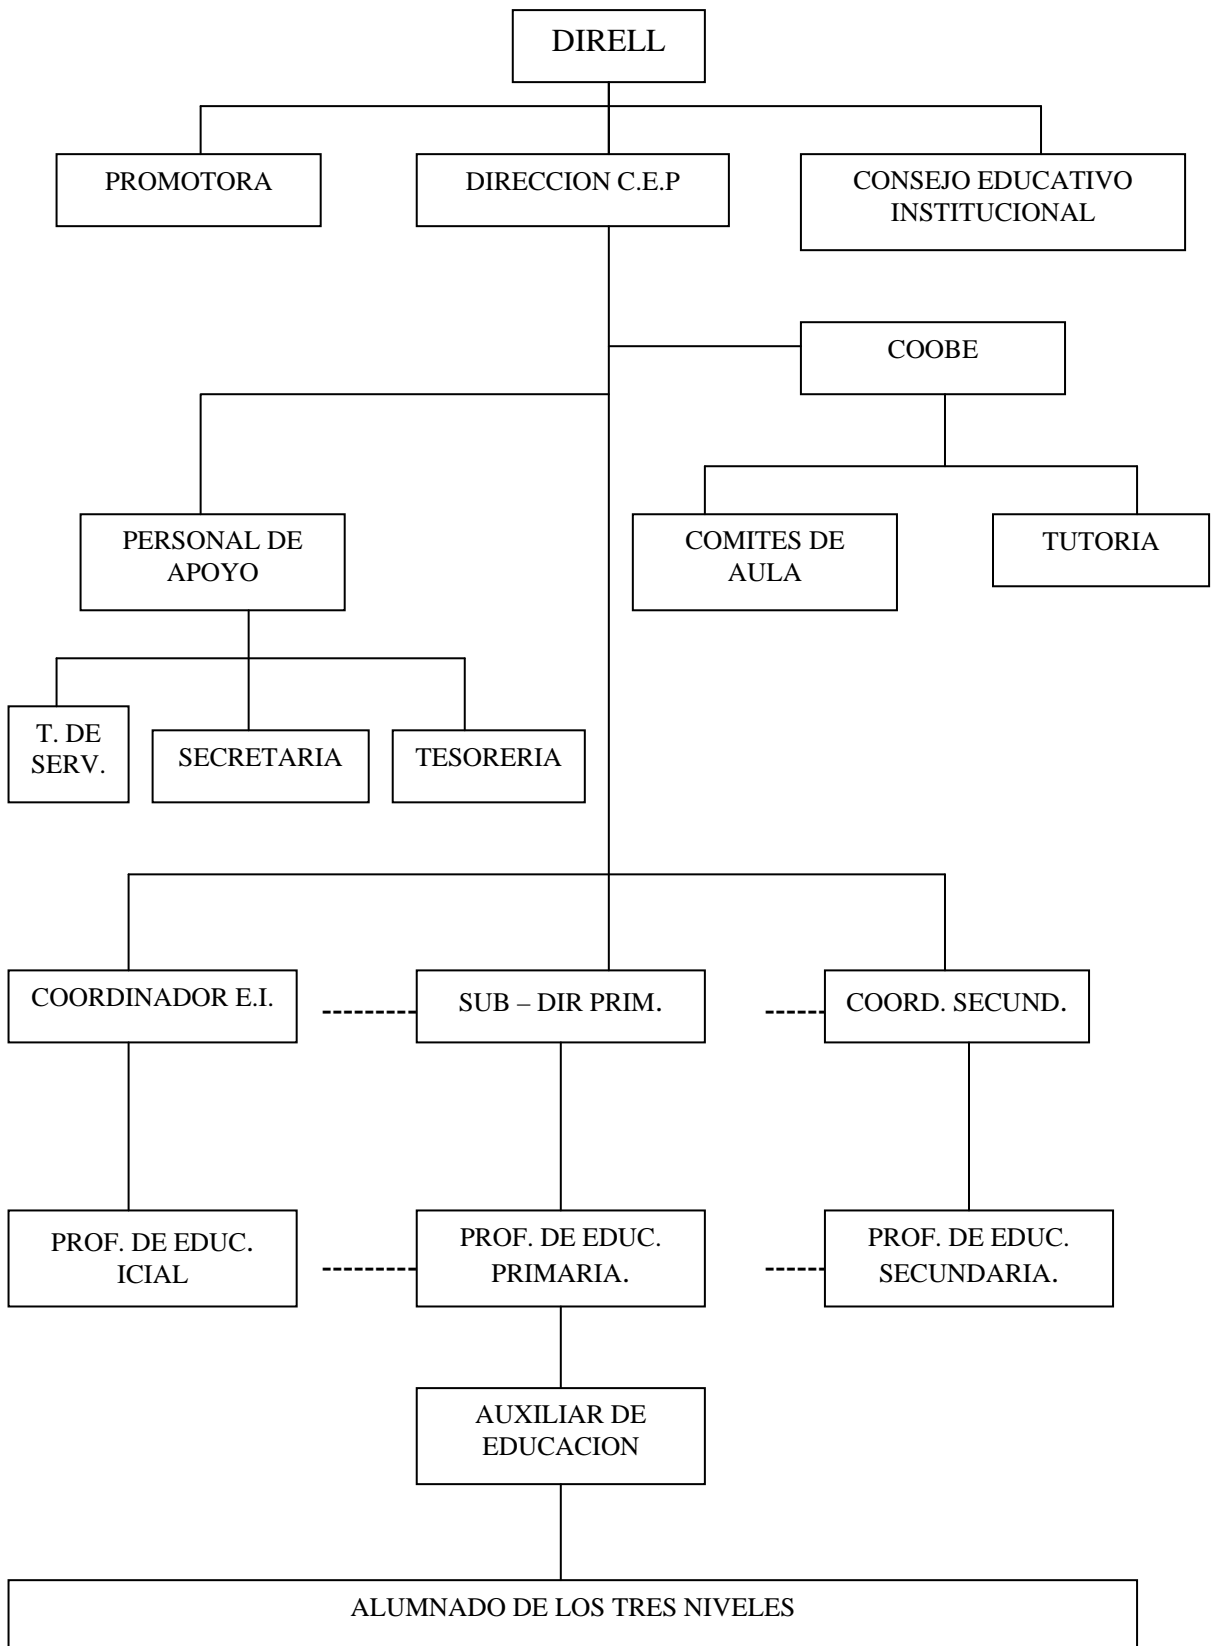 DIRELL
PROMOTORA
DIRECCION C.E.P
CONSEJO EDUCATIVO
INSTITUCIONAL
COOBE
PERSONAL DE
APOYO
COMITES DE
AULA
TUTORIA
T. DE
SERV.
SECRETARIA
TESORERIA
COORDINADOR E.I.
SUB – DIR PRIM.
COORD. SECUND.
PROF. DE EDUC.
ICIAL
PROF. DE EDUC.
PRIMARIA.
PROF. DE EDUC.
SECUNDARIA.
AUXILIAR DE
EDUCACION
ALUMNADO DE LOS TRES NIVELES